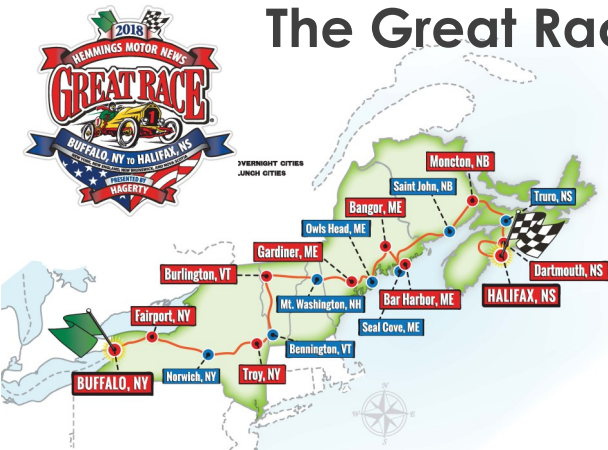 The Great Rac
2018
HEMMINGS MOTOR NEWS
GREAT RACE
1
BUFFALO, NY TO HALIFAX, NS
PRESENTED BY
HAGERTY
OVERNIGHT CITIES
LUNCH CITIES
Moncton, NB
Saint John, NB
Truro, NS
Bangor, ME
Owls Head, ME
Gardiner, ME
Burlington, VT
Dartmouth, NS
HALIFAX, NS
Mt. Washington, NH
Bar Harbor, ME
Seal Cove, ME
Fairport, NY
Bennington, VT
BUFFALO, NY
Norwich, NY
Troy, NY
N
W
E
S